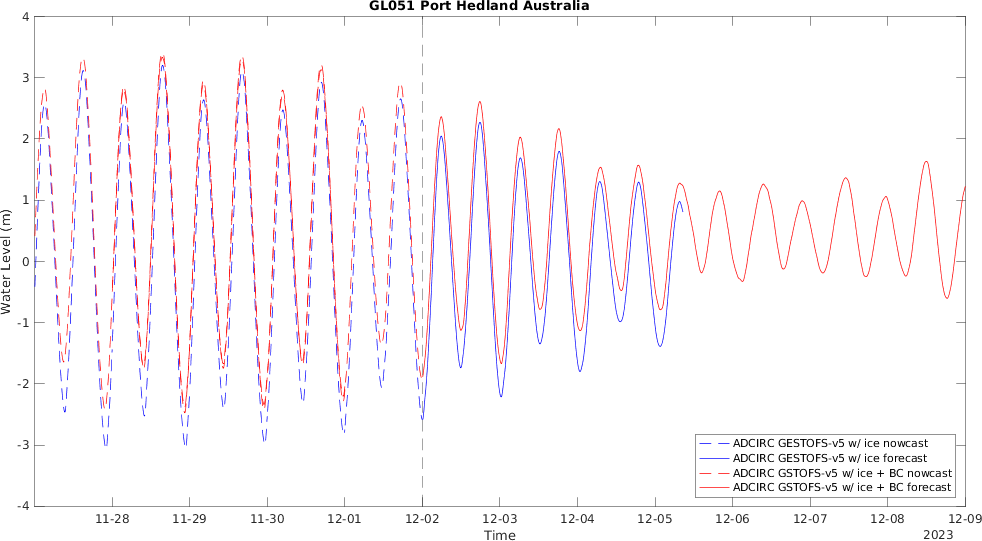 GL051 Port Hedland Australia
Water Level (m)
4
3
2
1
0
-1
-2
-3
-4
ADCIRC GESTOFS-v5 w/ ice nowcast
ADCIRC GESTOFS-v5 w/ ice forecast
ADCIRC GSTOFS-v5 w/ ice + BC nowcast
ADCIRC GSTOFS-v5 w/ ice + BC forecast
11-28 11-29 11-30 12-01 12-02 12-03 12-04 12-05 12-06 12-07 12-08 12-09
Time
2023